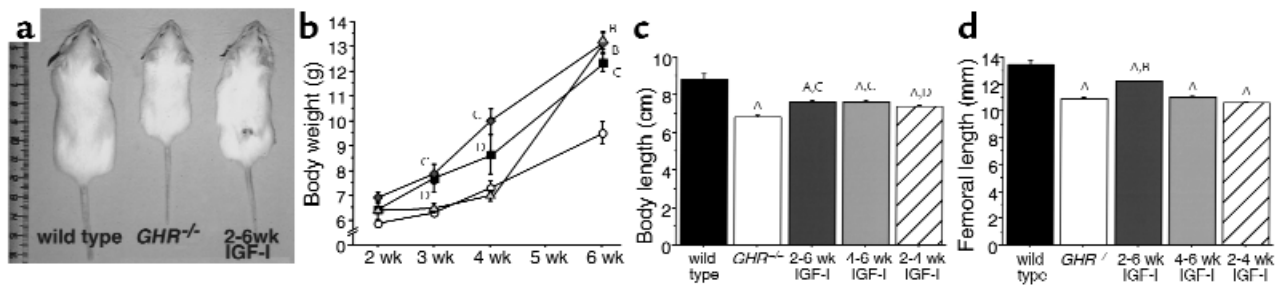 a
wild type
GHR-/-
2-6wk
IGF-I
b
Body weight (g)
14
13
12
11
10
9
8
7
6
0
2 wk
3 wk
4 wk
6 wk
C
D
C
D
B
B
C
c
Body length (cm)
10
8
6
4
2
0
A
A,C
A,C
A,D
wild
type
GHR-/-
2-6 wk
IGF-I
4-6 wk
IGF-I
2-4 wk
IGF-I
d
Femoral length (mm)
14
12
10
8
6
4
2
0
A
A,B
A
A
wild
type
GHR-/-
2-6 wk
IGF-I
4-6 wk
IGF-I
2-4 wk
IGF-I